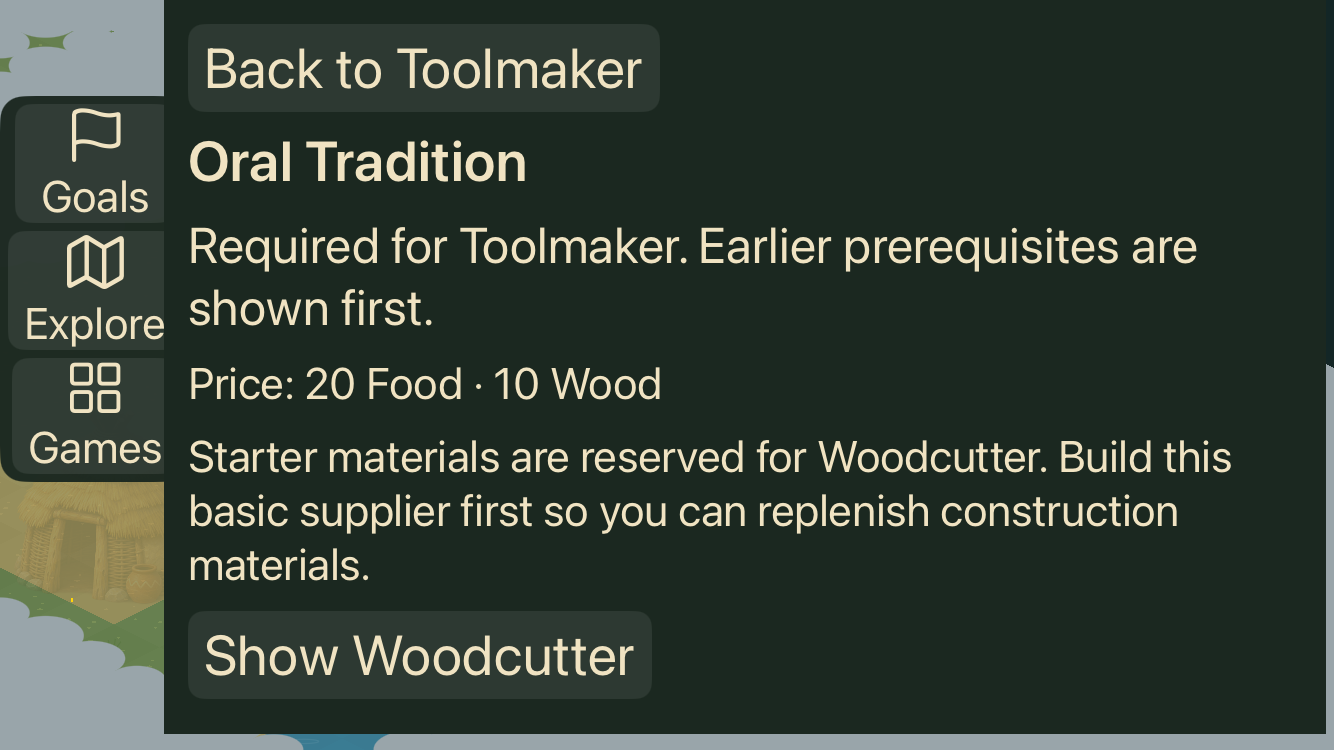 Back to Toolmaker
Oral Tradition
Goals
Required for Toolmaker. Earlier prerequisites are
shown first.
Explore
Price: 20 Food · 10 Wood
Games
Starter materials are reserved for Woodcutter. Build this
basic supplier first so you can replenish construction
materials.
Show Woodcutter